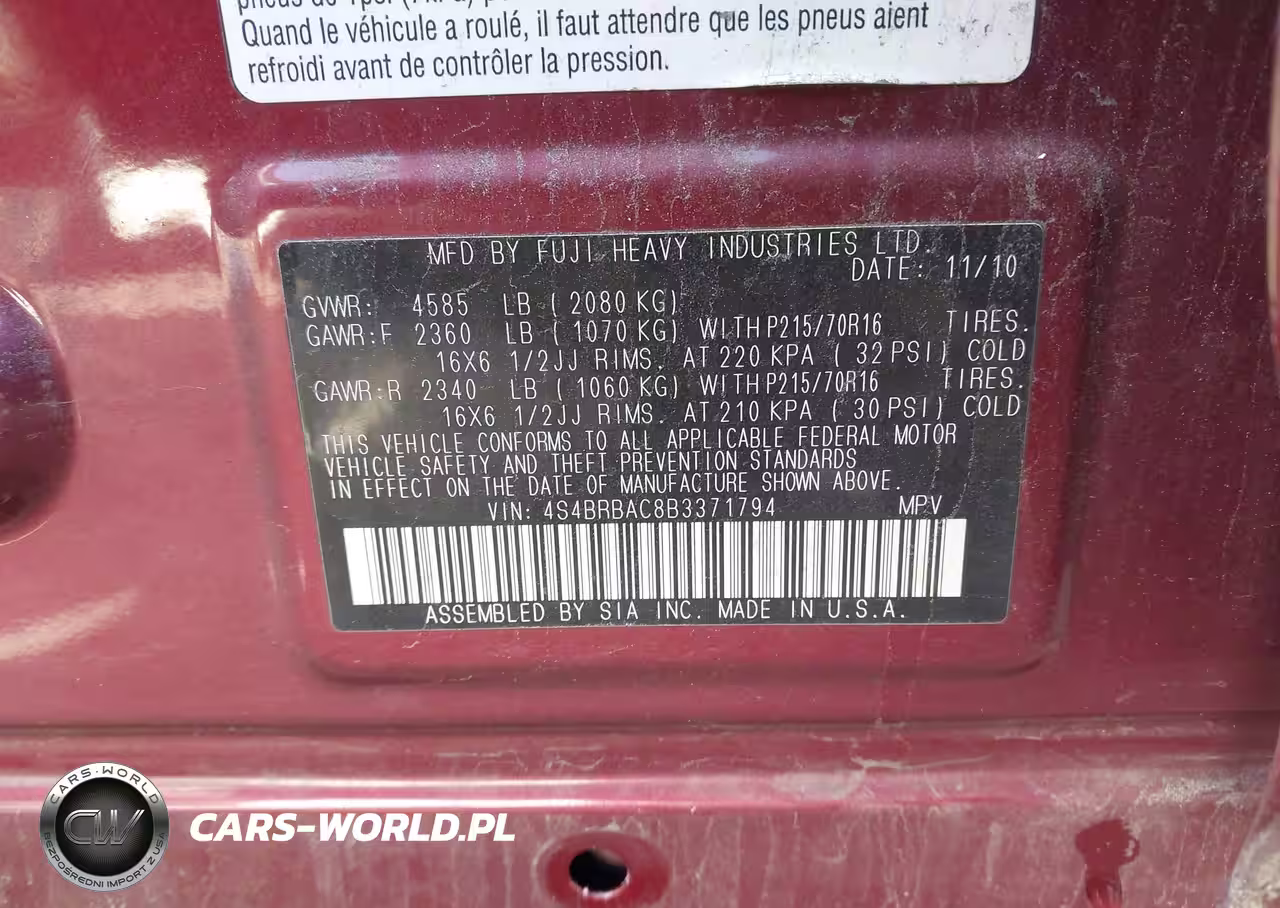 Quand le véhicule a roulé, il faut attendre que les pneus aient
refroidi avant de contrôler la pression.
MFD BY FUJI HEAVY INDUSTRIES LTD.
DATE: 11/10
GVWR: 4585 LB ( 2080 KG)
GAWR:F 2360 LB ( 1070 KG) WITH P215/70R16 TIRES.
16X6 1/2JJ RIMS. AT 220 KPA ( 32 PSI) COLD
GAWR:R 2340 LB ( 1060 KG) WITH P215/70R16 TIRES.
16X6 1/2JJ RIMS. AT 210 KPA ( 30 PSI) COLD
THIS VEHICLE CONFORMS TO ALL APPLICABLE FEDERAL MOTOR
VEHICLE SAFETY AND THEFT PREVENTION STANDARDS
IN EFFECT ON THE DATE OF MANUFACTURE SHOWN ABOVE.
VIN: 4S4BRBAC8B3371794 MPV
ASSEMBLED BY SIA INC. MADE IN U.S.A.
CARS-WORLD
CW
BEZPOŚREDNI IMPORT Z USA
CARS-WORLD.PL